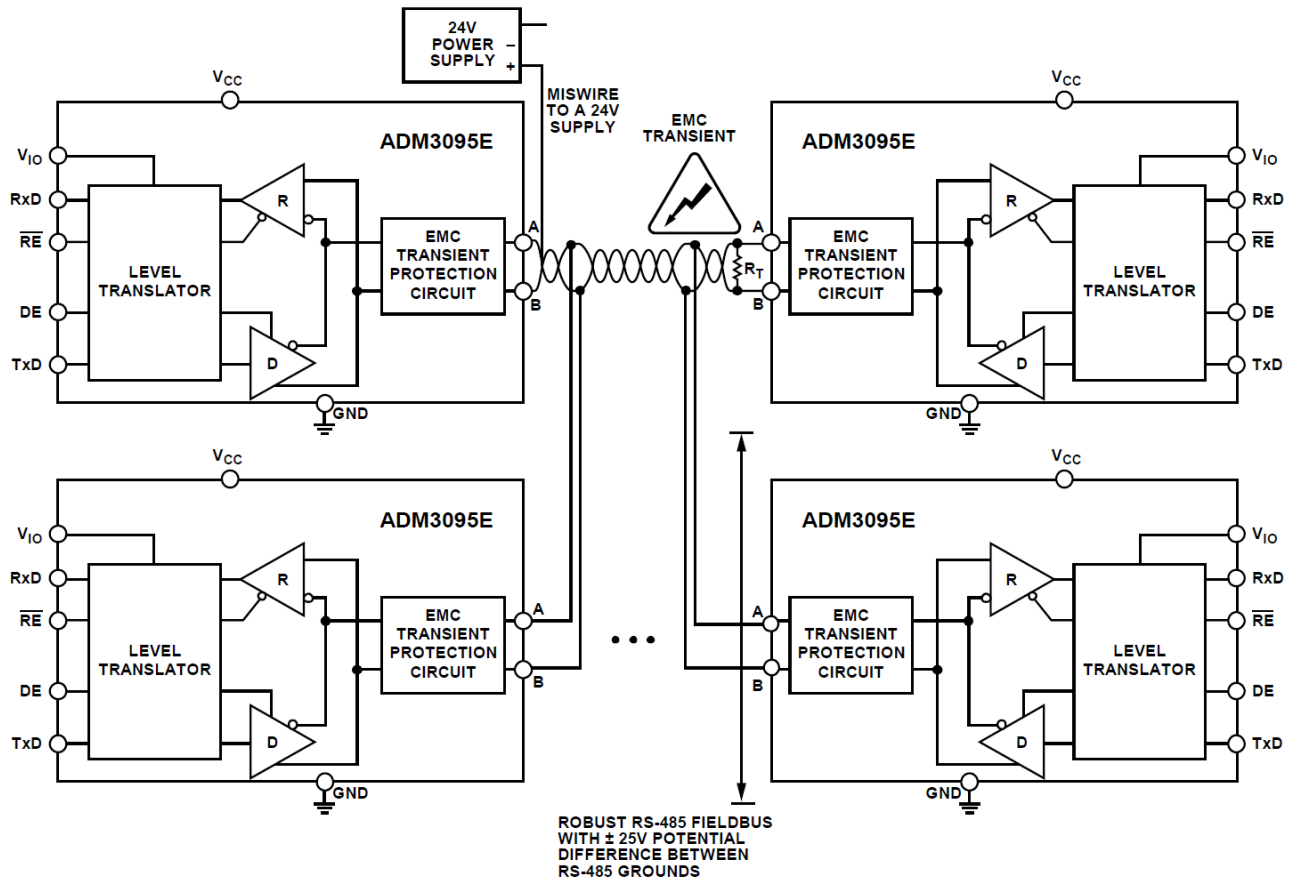 24V
POWER
SUPPLY
–
+
MISWIRE
TO A 24V
SUPPLY
EMC
TRANSIENT
VCC
ADM3095E
VIO
RxD
RE
DE
TxD
LEVEL
TRANSLATOR
R
D
EMC
TRANSIENT
PROTECTION
CIRCUIT
A
B
GND
RT
VCC
ADM3095E
A
B
EMC
TRANSIENT
PROTECTION
CIRCUIT
R
D
LEVEL
TRANSLATOR
VIO
RxD
RE
DE
TxD
GND
VCC
ADM3095E
VIO
RxD
RE
DE
TxD
LEVEL
TRANSLATOR
R
D
EMC
TRANSIENT
PROTECTION
CIRCUIT
A
B
GND
VCC
ADM3095E
A
B
EMC
TRANSIENT
PROTECTION
CIRCUIT
R
D
LEVEL
TRANSLATOR
VIO
RxD
RE
DE
TxD
GND
ROBUST RS-485 FIELDBUS
WITH ± 25V POTENTIAL
DIFFERENCE BETWEEN
RS-485 GROUNDS